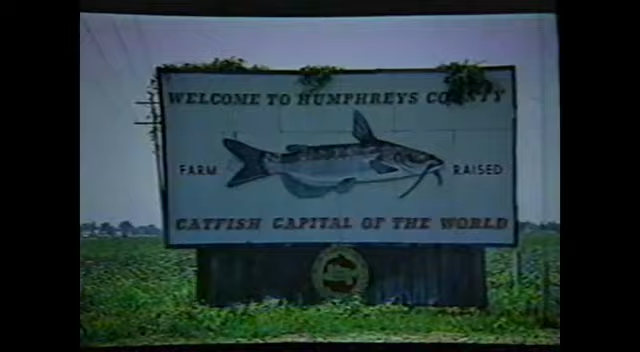 WELCOME TO HUMPHREYS COUNTY
FARM RAISED
CATFISH CAPITAL OF THE WORLD